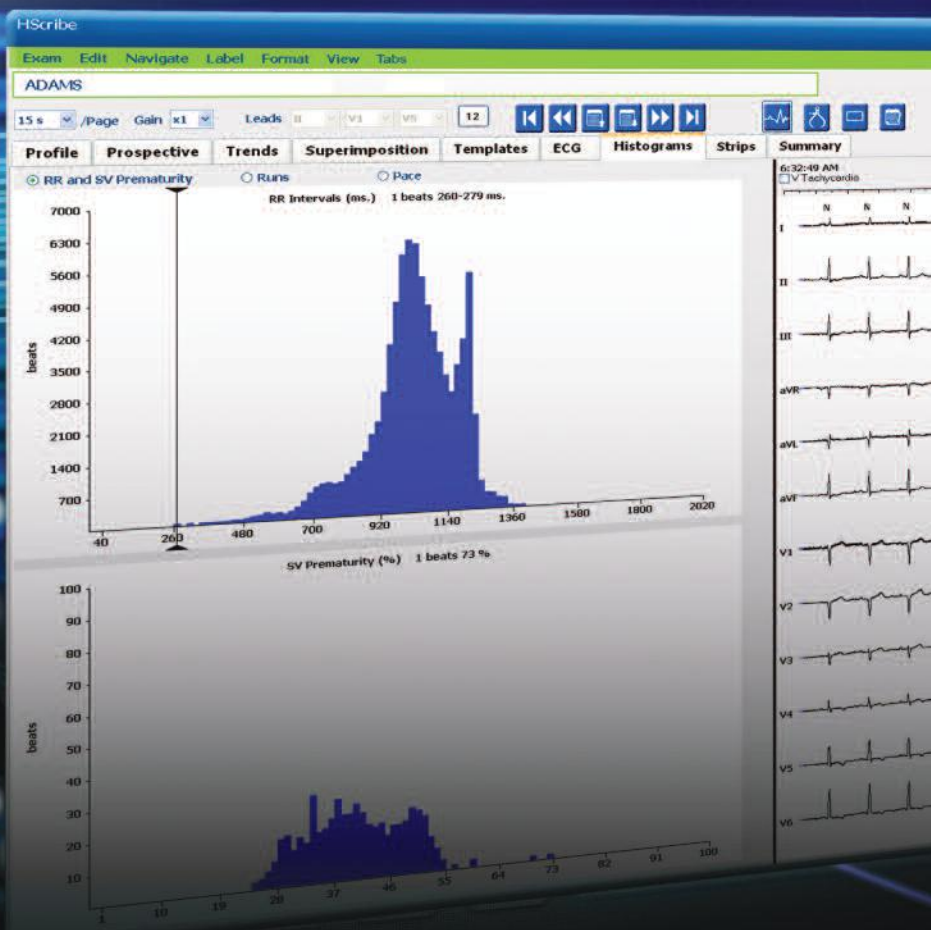 HScribe
Exam Edit Navigate Label Format View Tabs
ADAMS
15 s /Page Gain x1 Leads II V1 V5 12
Profile Prospective Trends Superimposition Templates ECG Histograms Strips Summary
RR and SV Prematurity Runs Pace
RR Intervals (ms.) 1 beats 260-279 ms.
7000
6300
5600
4900
4200
3500
2800
2100
1400
700
beats
40 260 480 700 920 1140 1360 1580 1800 2020
SV Prematurity (%) 1 beats 73 %
100
90
80
70
60
50
40
30
20
10
beats
1 10 19 28 37 46 55 64 73 82 91 100
6:32:49 AM
V Tachycardia
N N N
I
II
III
aVR
aVL
aVF
V1
V2
V3
V4
V5
V6